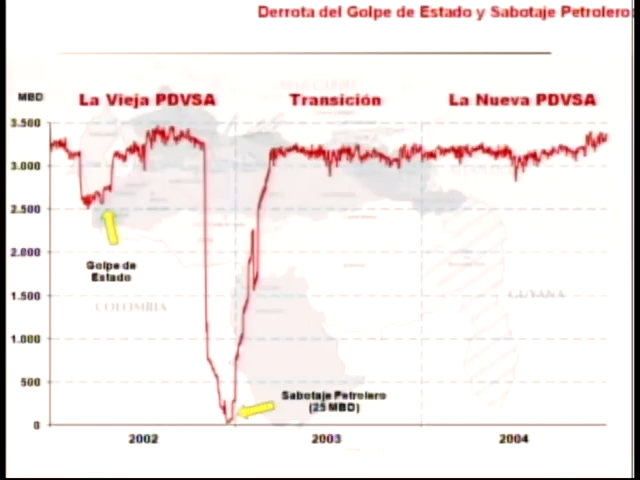 Derrota del Golpe de Estado y Sabotaje Petrolero
MBD
La Vieja PDVSA
Transición
La Nueva PDVSA
3.500
3.000
2.500
2.000
1.500
1.000
500
0
Golpe de
Estado
COLOMBIA
GUYANA
Sabotaje Petrolero
(25 MBD)
2002
2003
2004